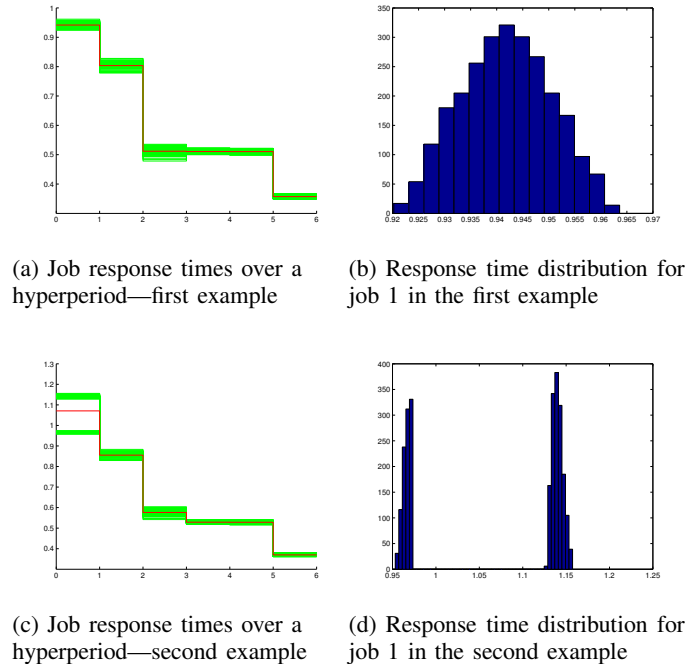 1
0.9
0.8
0.7
0.6
0.5
0.4
0 1 2 3 4 5 6
350
300
250
200
150
100
50
0
0.92 0.925 0.93 0.935 0.94 0.945 0.95 0.955 0.96 0.965 0.97
(a) Job response times over a
hyperperiod—first example
(b) Response time distribution for
job 1 in the first example
1.3
1.2
1.1
1
0.9
0.8
0.7
0.6
0.5
0.4
0 1 2 3 4 5 6
400
350
300
250
200
150
100
50
0
0.95 1 1.05 1.1 1.15 1.2 1.25
(c) Job response times over a
hyperperiod—second example
(d) Response time distribution for
job 1 in the second example